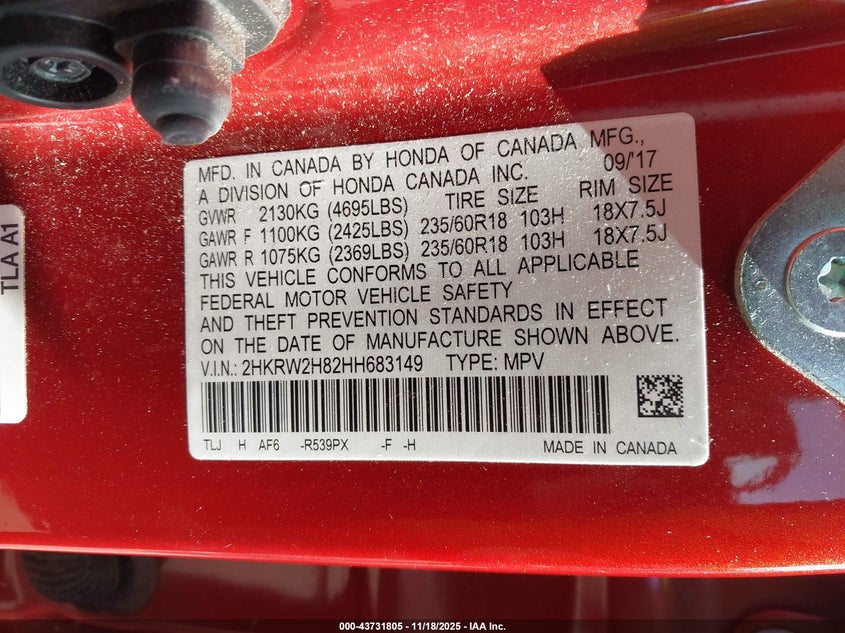 MFD. IN CANADA BY HONDA OF CANADA MFG., 09/'17
A DIVISION OF HONDA CANADA INC.
TIRE SIZE RIM SIZE
GVWR 2130KG (4695LBS)
GAWR F 1100KG (2425LBS) 235/60R18 103H 18X7.5J
GAWR R 1075KG (2369LBS) 235/60R18 103H 18X7.5J
THIS VEHICLE CONFORMS TO ALL APPLICABLE
FEDERAL MOTOR VEHICLE SAFETY
AND THEFT PREVENTION STANDARDS IN EFFECT
ON THE DATE OF MANUFACTURE SHOWN ABOVE.
V.I.N.: 2HKRW2H82HH683149 TYPE: MPV
TLJ H AF6 -R539PX -F -H MADE IN CANADA
TLA A1
000-43731805 - 11/18/2025 - IAA Inc.